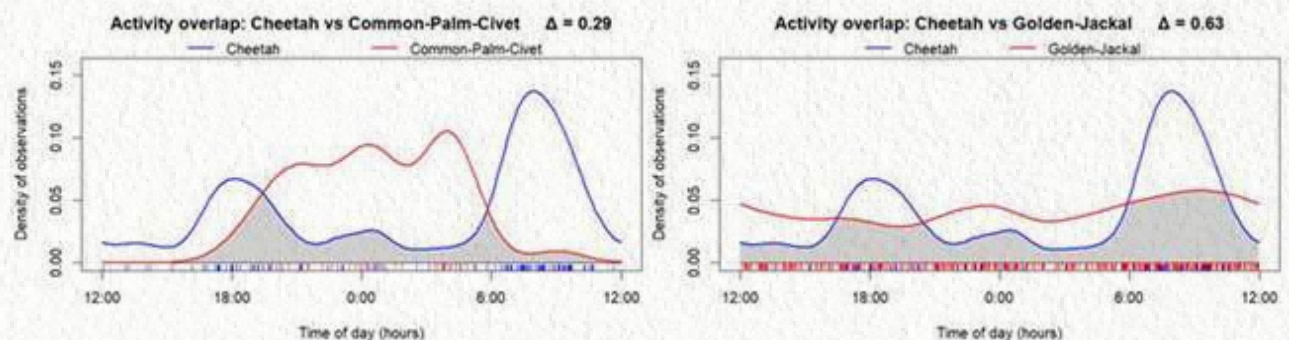 Activity overlap: Cheetah vs Common-Palm-Civet Δ = 0.29
Cheetah Common-Palm-Civet
Density of observations
0.15
0.10
0.05
0.00
12:00 18:00 0:00 6:00 12:00
Time of day (hours)
Activity overlap: Cheetah vs Golden-Jackal Δ = 0.63
Cheetah Golden-Jackal
Density of observations
0.15
0.10
0.05
0.00
12:00 18:00 0:00 6:00 12:00
Time of day (hours)